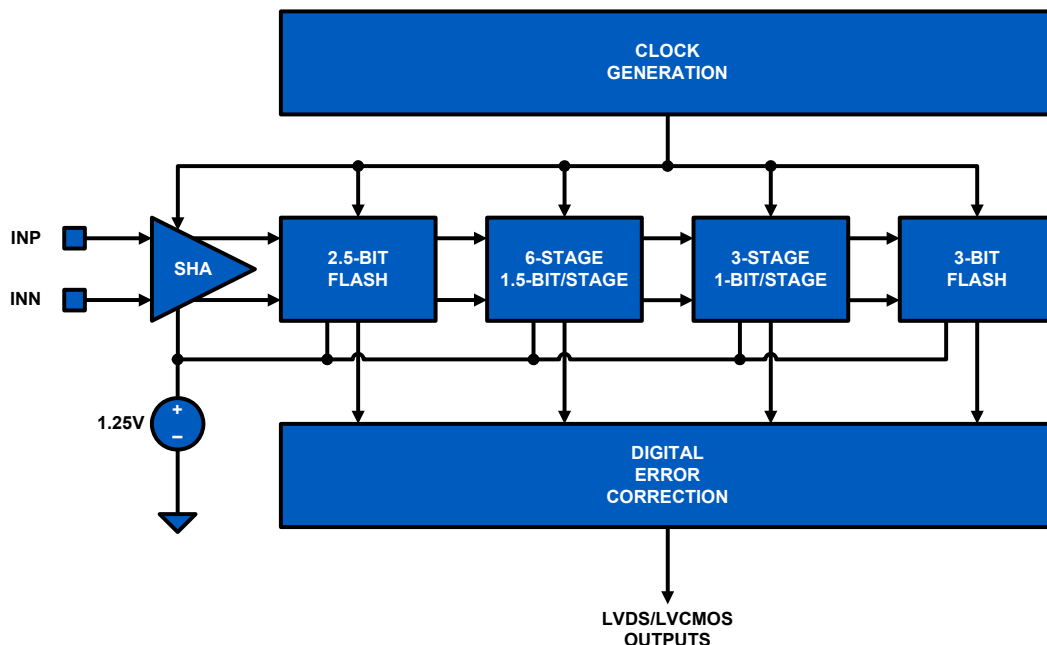 CLOCK
GENERATION
INP
INN
SHA
2.5-BIT
FLASH
6-STAGE
1.5-BIT/STAGE
3-STAGE
1-BIT/STAGE
3-BIT
FLASH
1.25V
+
–
DIGITAL
ERROR
CORRECTION
LVDS/LVCMOS
OUTPUTS